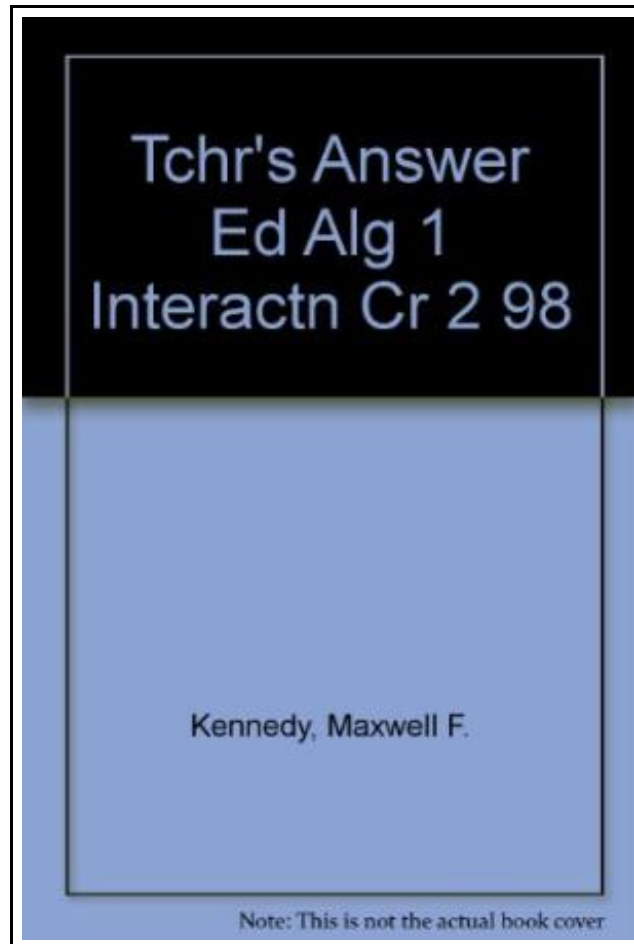 Tchr's Answer
Ed Alg 1
Interactn Cr 2 98
Kennedy, Maxwell F.
Note: This is not the actual book cover